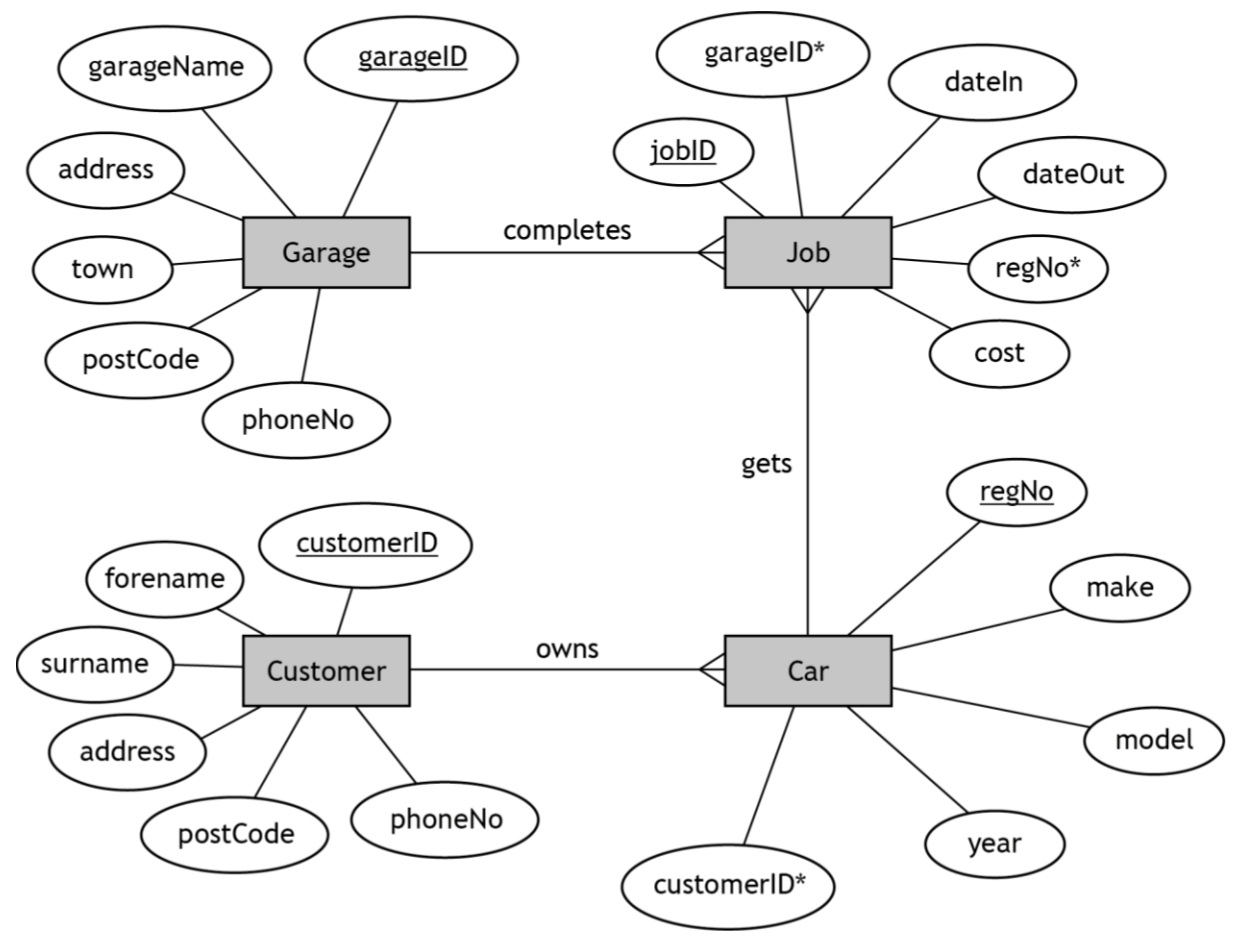 garageName
garageID
address
town
postCode
phoneNo
Garage
completes
garageID*
dateIn
jobID
dateOut
regNo*
cost
Job
gets
customerID
forename
surname
address
postCode
phoneNo
Customer
owns
regNo
make
model
year
customerID*
Car